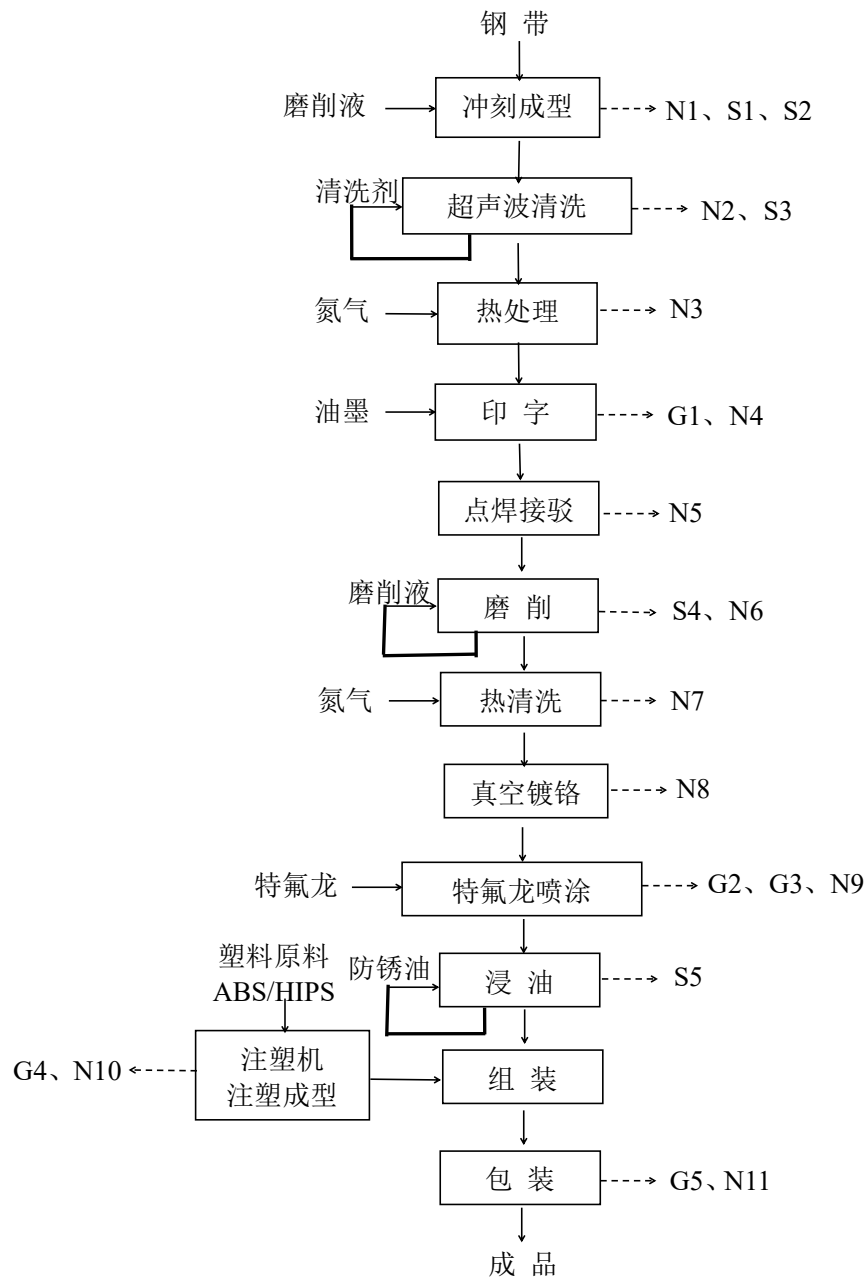 钢 带
磨削液
冲刻成型
N1、S1、S2
清洗剂
超声波清洗
N2、S3
氮气
热处理
N3
油墨
印 字
G1、N4
点焊接驳
N5
磨削液
磨 削
S4、N6
氮气
热清洗
N7
真空镀铬
N8
特氟龙
特氟龙喷涂
G2、G3、N9
塑料原料
ABS/HIPS
防锈油
浸 油
S5
G4、N10
注塑机
注塑成型
组 装
包 装
G5、N11
成 品